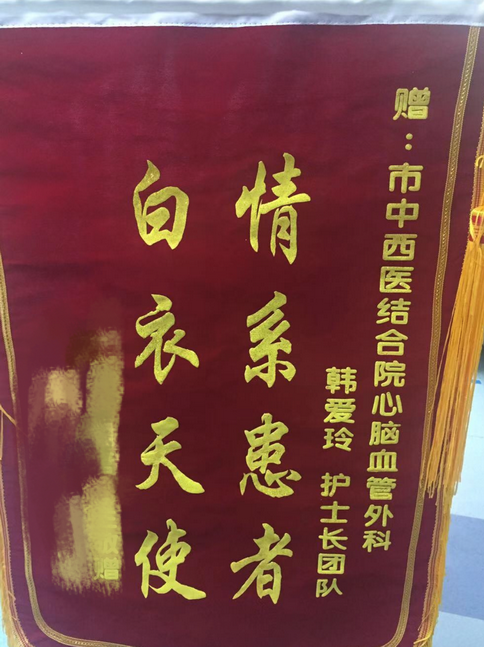 赠：市中西医结合院心脑血管外科
韩爱玲 护士长团队
情系患者
白衣天使